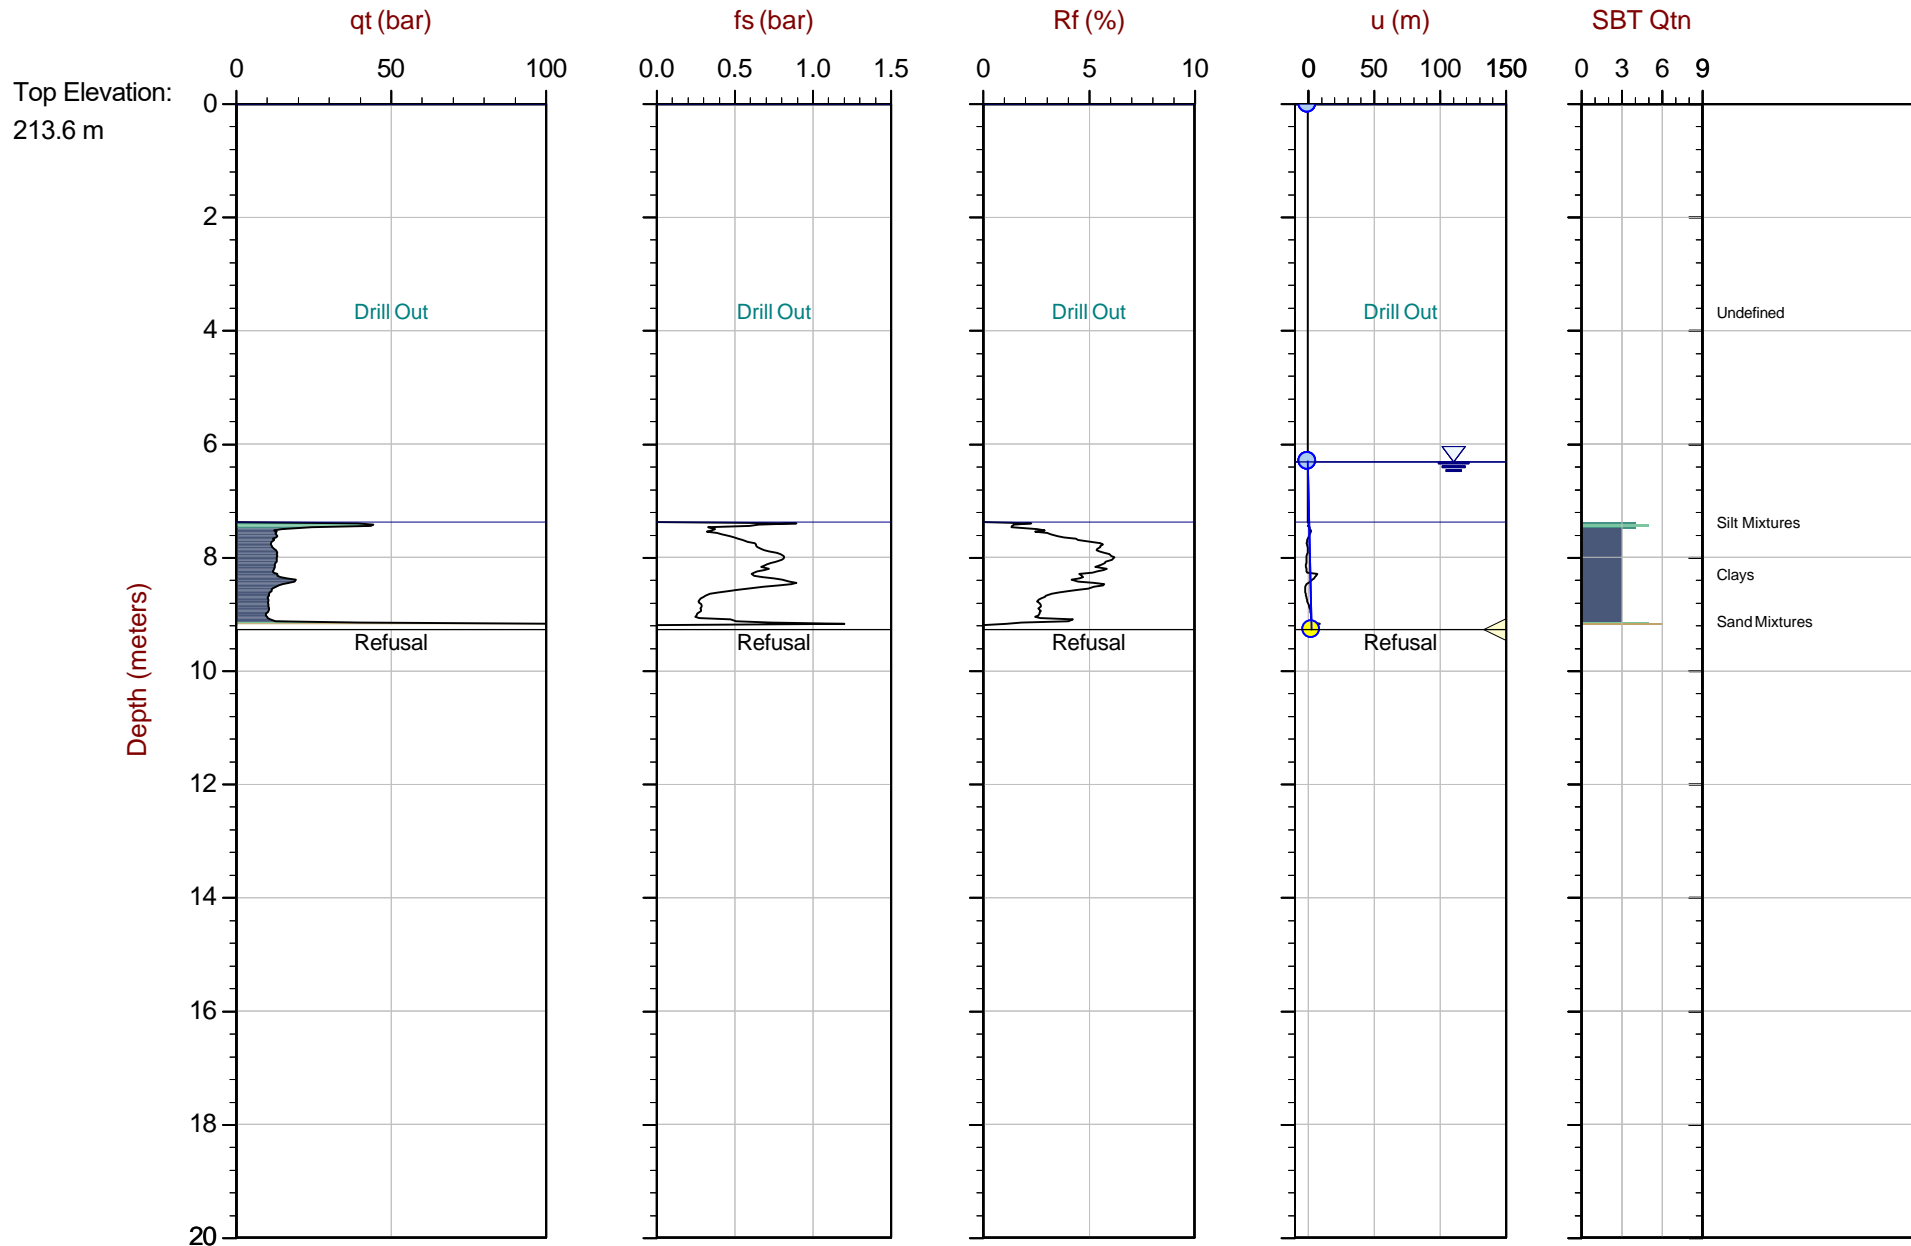 qt (bar)
fs (bar)
Rf (%)
u (m)
SBT Qtn
0 50 100
0.0 0.5 1.0 1.5
0 5 10
0 50 100 150
0 3 6 9
Top Elevation:
213.6 m
0
2
4
6
8
10
12
14
16
18
20
Depth (meters)
Drill Out
Drill Out
Drill Out
Drill Out
Undefined
Silt Mixtures
Clays
Sand Mixtures
Refusal
Refusal
Refusal
Refusal